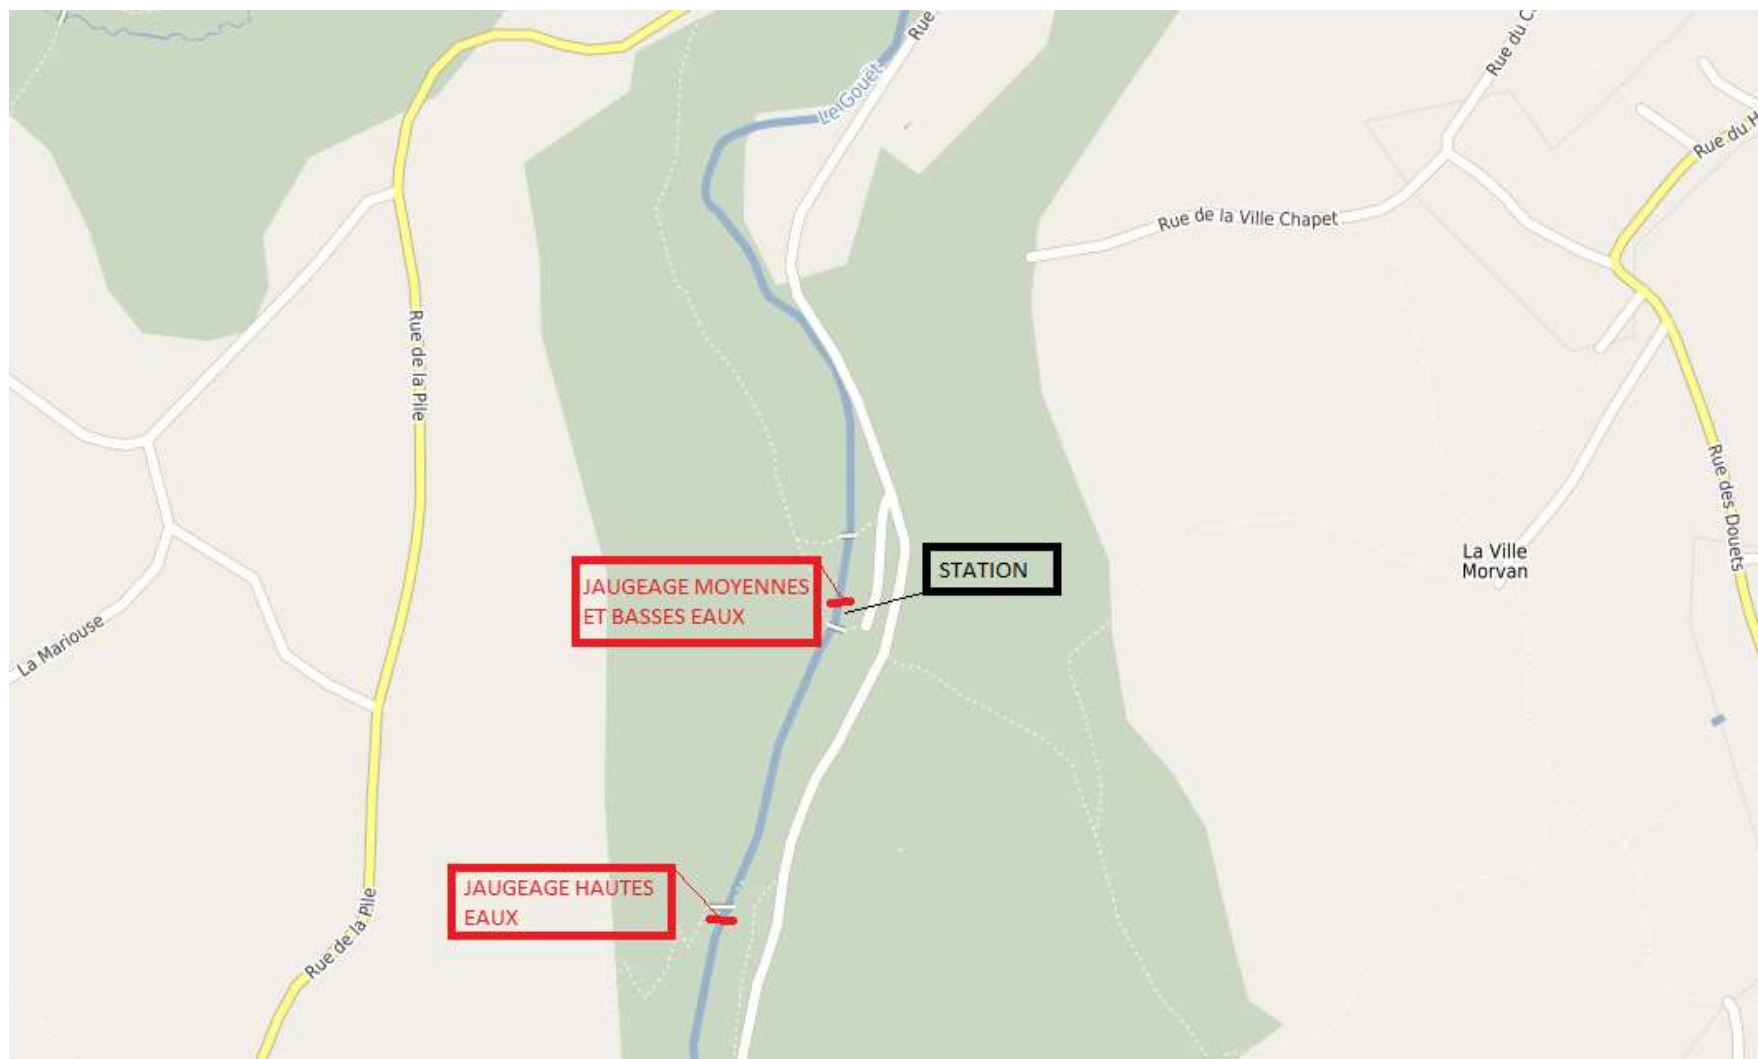 Rue
Le Gouët
Rue du C
Rue du H
Rue de la Ville Chapet
Rue de la Pile
Rue des Douets
STATION
La Ville
Morvan
JAUGEAGE MOYENNES
ET BASSES EAUX
La Mariouse
JAUGEAGE HAUTES
EAUX
Rue de la Pile